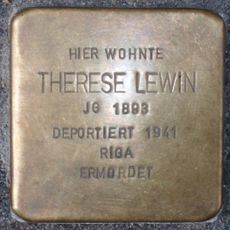 HIER WOHNTE
THERESE LEWIN
JG 1893
DEPORTIERT 1941
RIGA
ERMORDET